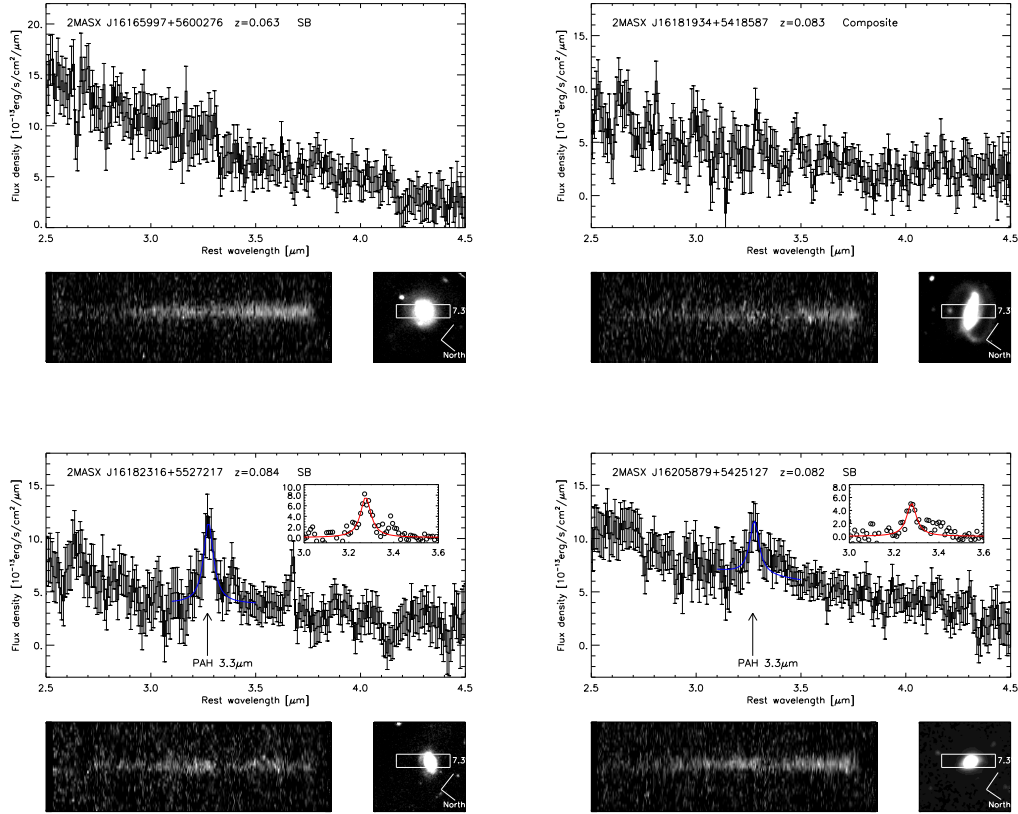 2MASX J16165997+5600276 z=0.063 SB
Flux density [10⁻¹³erg/s/cm²/μm]
20.
15.
10.
5.
0.
2.5 3.0 3.5 4.0 4.5
Rest wavelength [μm]
7.3
North
2MASX J16181934+5418587 z=0.083 Composite
Flux density [10⁻¹³erg/s/cm²/μm]
15.
10.
5.
0.
2.5 3.0 3.5 4.0 4.5
Rest wavelength [μm]
7.3
North
2MASX J16182316+5527217 z=0.084 SB
Flux density [10⁻¹³erg/s/cm²/μm]
15.
10.
5.
0.
10.0
8.0
6.0
4.0
2.0
0.0
3.0 3.2 3.4 3.6
PAH 3.3μm
2.5 3.0 3.5 4.0 4.5
Rest wavelength [μm]
7.3
North
2MASX J16205879+5425127 z=0.082 SB
Flux density [10⁻¹³erg/s/cm²/μm]
15.
10.
5.
0.
8.0
6.0
4.0
2.0
0.0
3.0 3.2 3.4 3.6
PAH 3.3μm
2.5 3.0 3.5 4.0 4.5
Rest wavelength [μm]
7.3
North